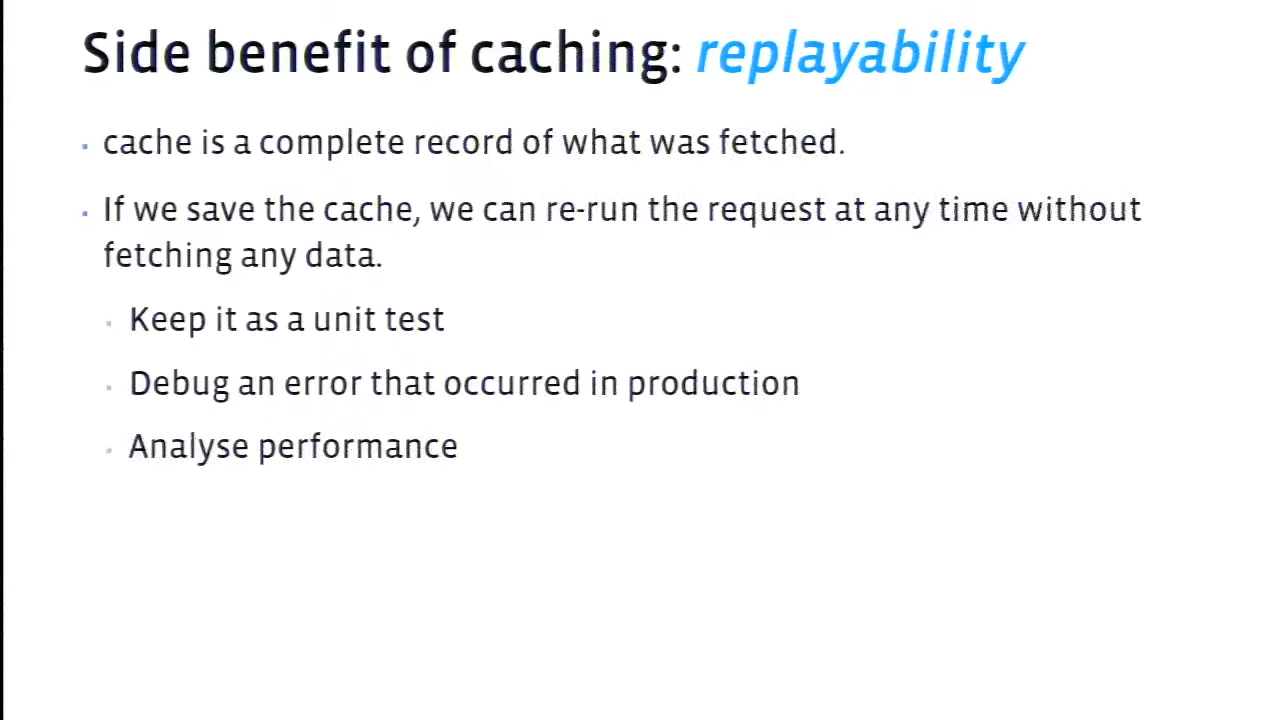 Side benefit of caching: replayability
cache is a complete record of what was fetched.
If we save the cache, we can re-run the request at any time without
fetching any data.
Keep it as a unit test
Debug an error that occurred in production
Analyse performance